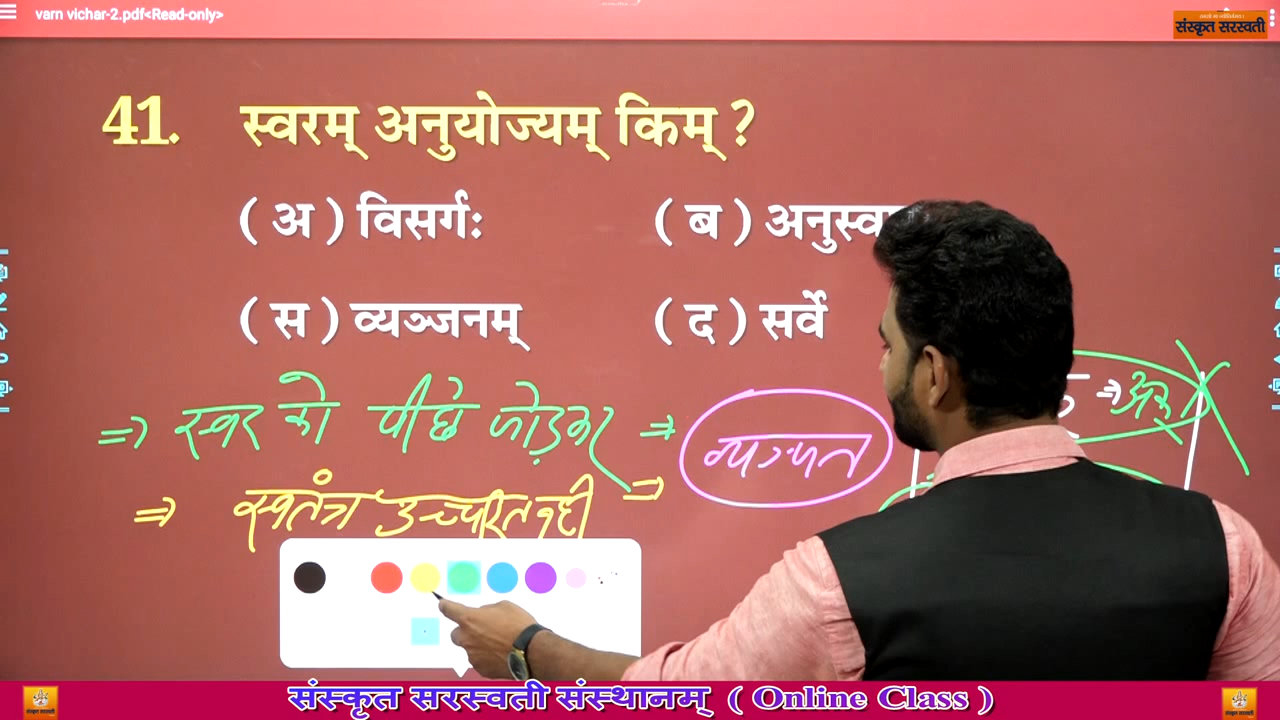 varn vichar-2.pdf<Read-only>
संस्कृत सरस्वती
41. स्वरम् अनुयोज्यम् किम् ?
( अ ) विसर्गः ( ब ) अनुस्वा
( स ) व्यञ्जनम् ( द ) सर्वे
=> स्वर को पीछे जोड़कर => व्यञ्जन
=> स्वतंत्र उच्चारत नही =>
संस्कृत सरस्वती संस्थानम् ( Online Class )